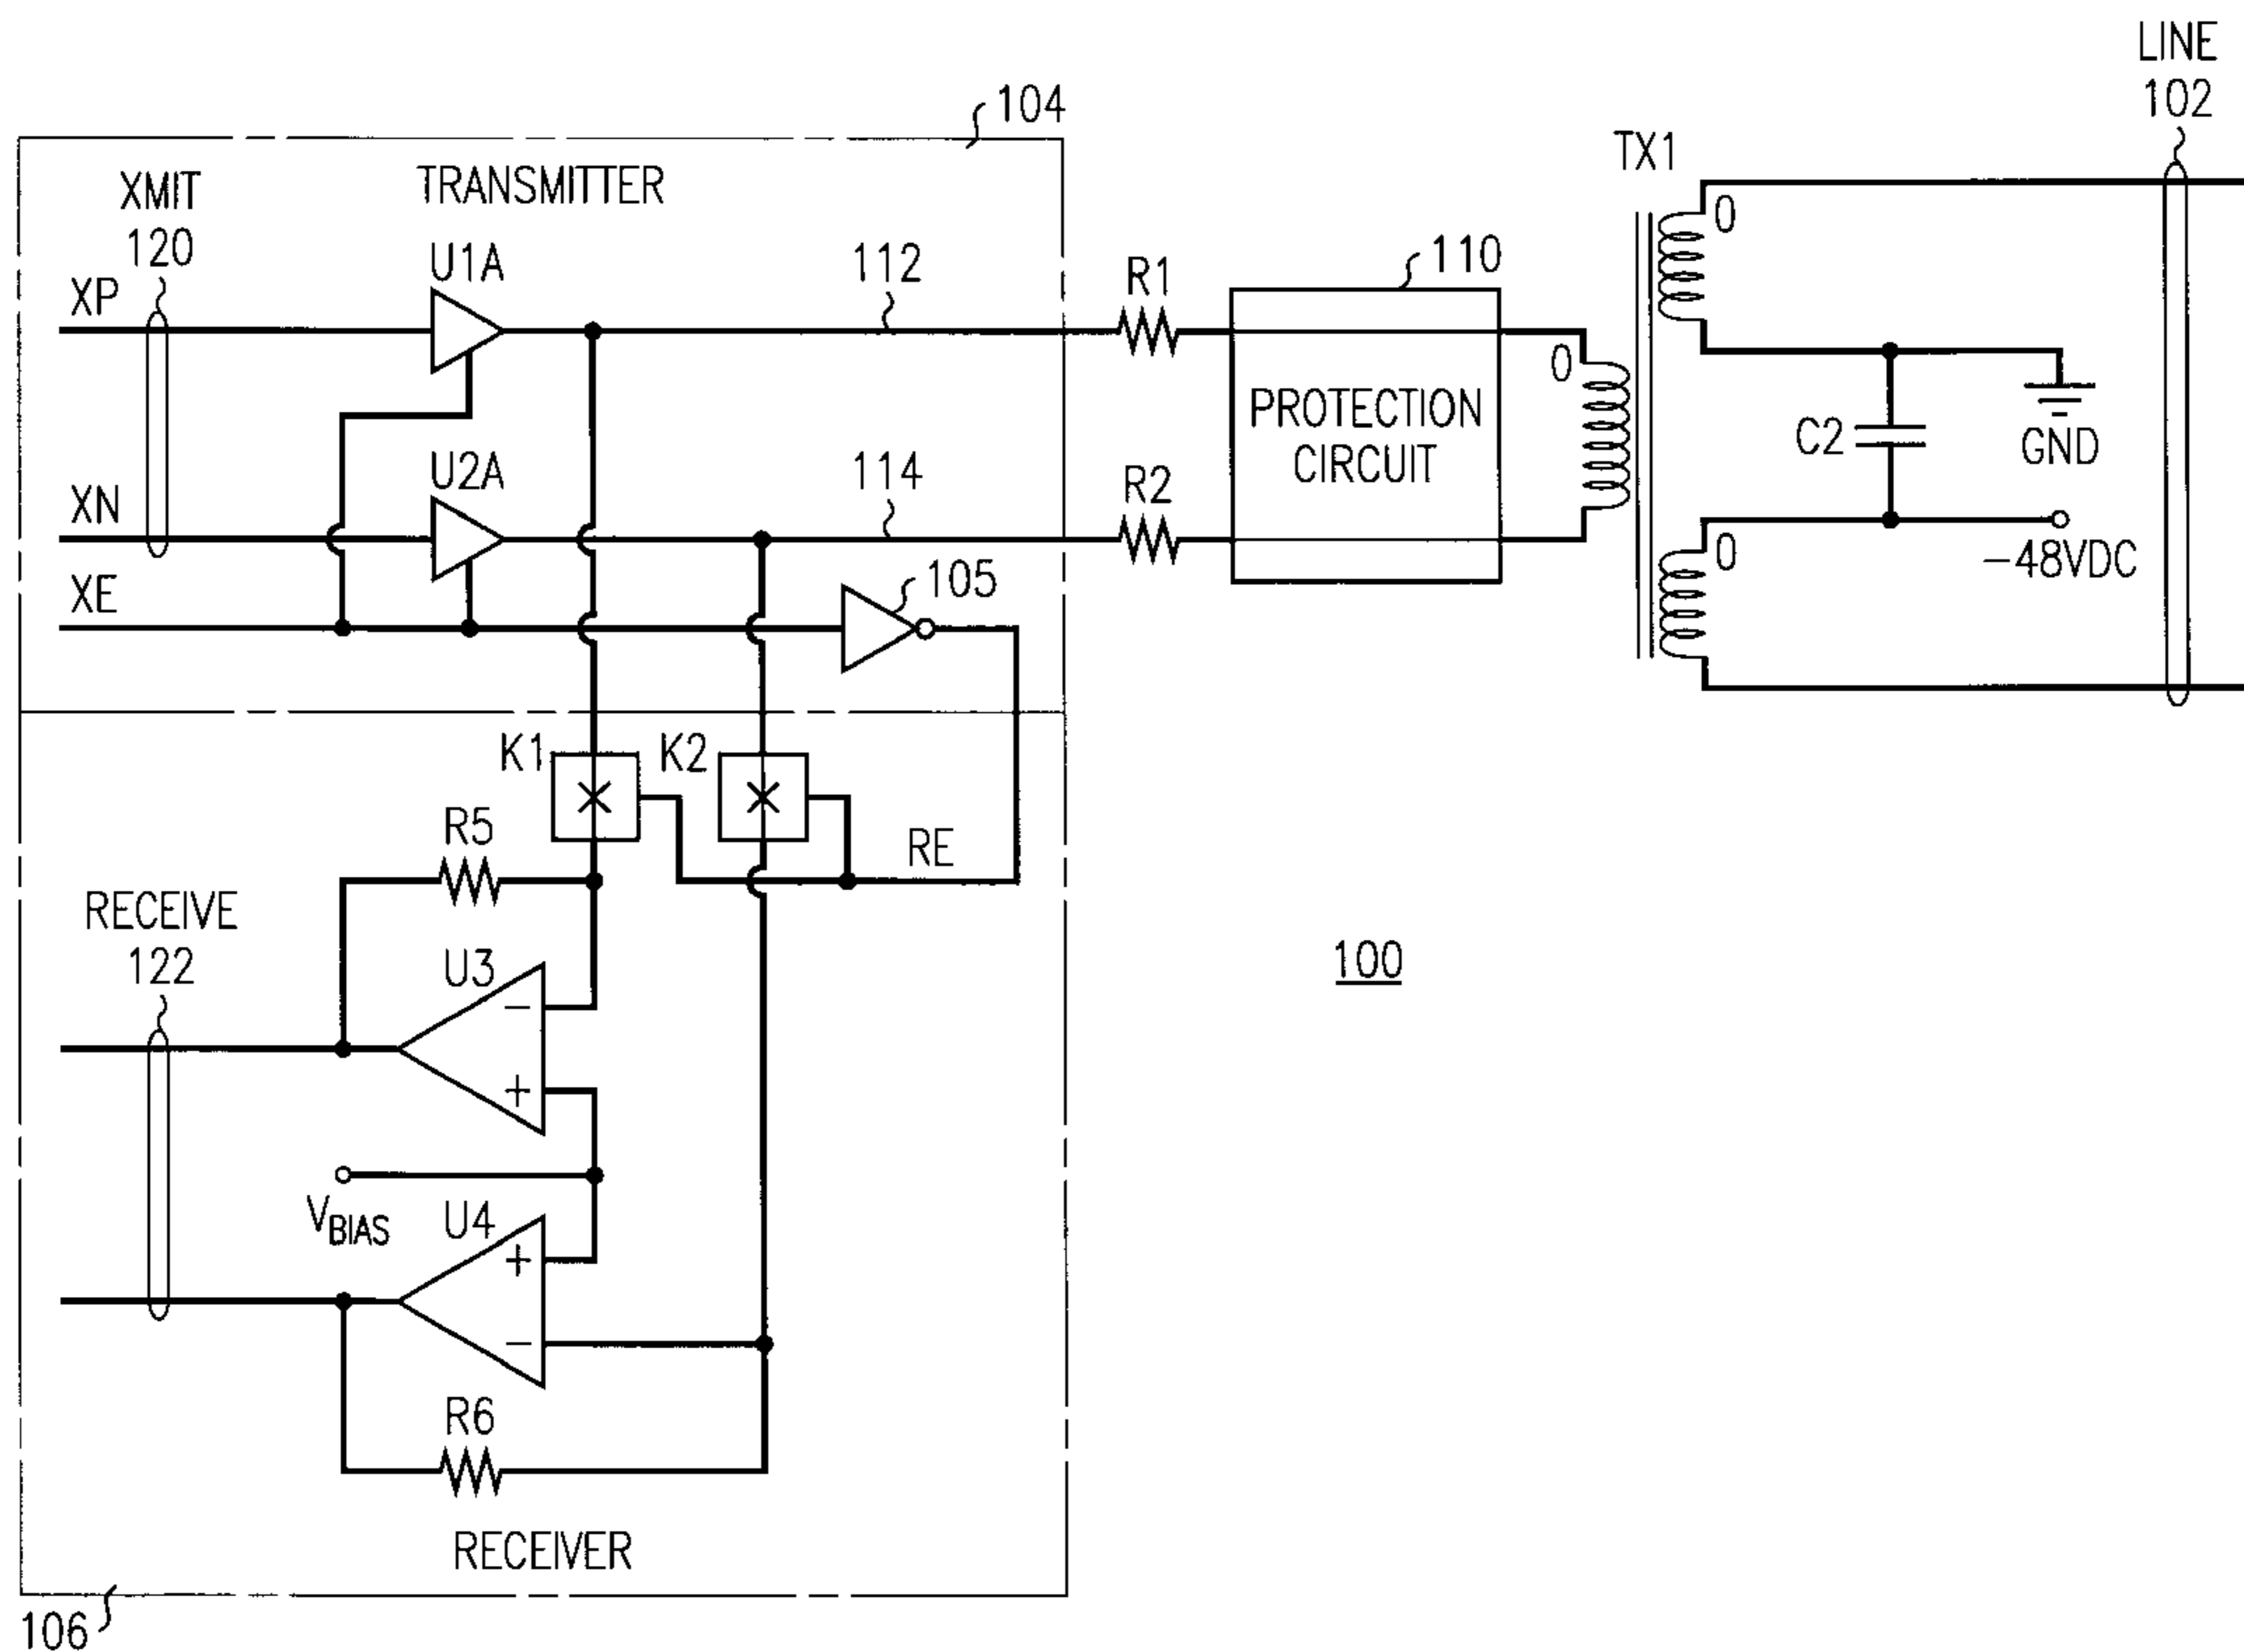 LINE
102
104
TX1
XMIT
120
TRANSMITTER
0
U1A
112
R1
110
XP
0
PROTECTION
CIRCUIT
C2
GND
U2A
114
R2
XN
0
-48VDC
XE
105
K1
K2
R5
RE
RECEIVE
122
U3
100
−
+
VBIAS
U4
+
−
R6
RECEIVER
106